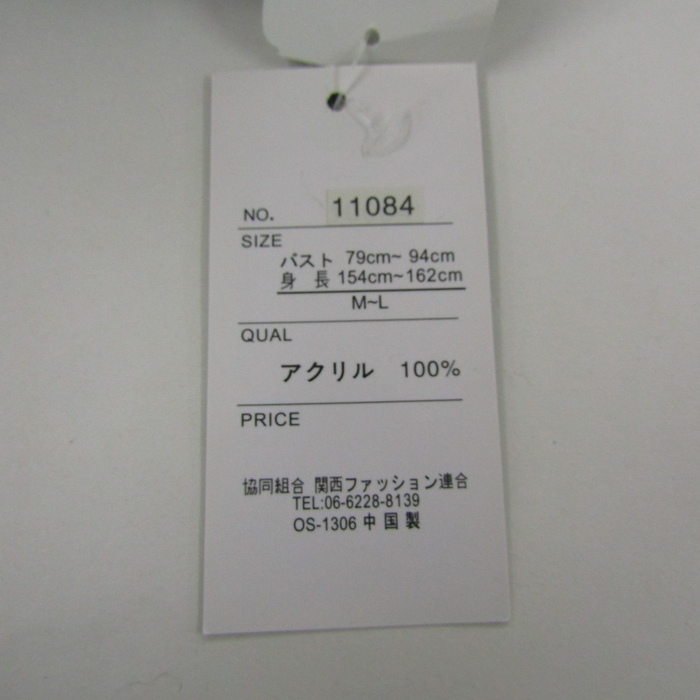 NO. 11084
SIZE
バスト 79cm~ 94cm
身 長 154cm~162cm
M~L
QUAL
アクリル 100%
PRICE
協同組合 関西ファッション連合
TEL:06-6228-8139
OS-1306 中国製